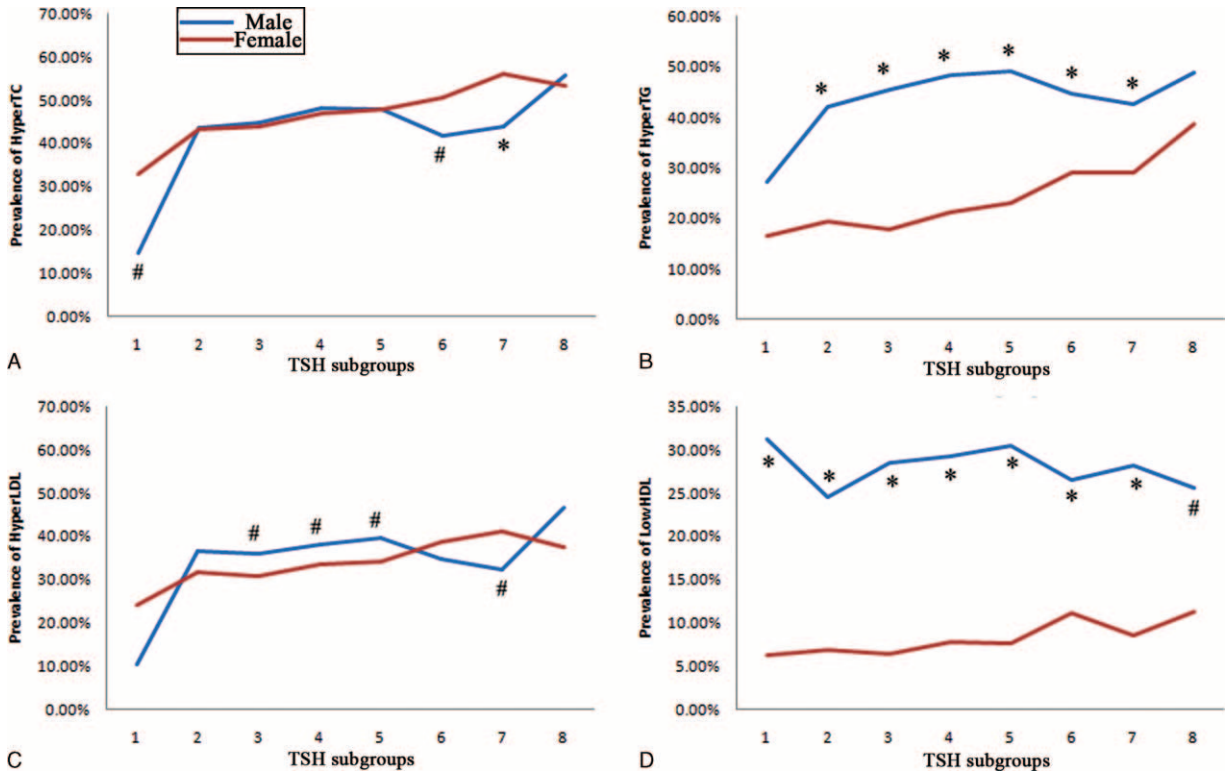 70.00%
60.00%
50.00%
40.00%
30.00%
20.00%
10.00%
0.00%
Prevalence of HyperTC
Male
Female
#
#
*
1 2 3 4 5 6 7 8
TSH subgroups
A
60.00%
50.00%
40.00%
30.00%
20.00%
10.00%
0.00%
Prevalence of HyperTG
* * * * * *
1 2 3 4 5 6 7 8
TSH subgroups
B
70.00%
60.00%
50.00%
40.00%
30.00%
20.00%
10.00%
0.00%
Prevalence of HyperLDL
# # #
#
1 2 3 4 5 6 7 8
TSH subgroups
C
35.00%
30.00%
25.00%
20.00%
15.00%
10.00%
5.00%
0.00%
Prevalence of LowHDL
* * * * * * * #
1 2 3 4 5 6 7 8
TSH subgroups
D